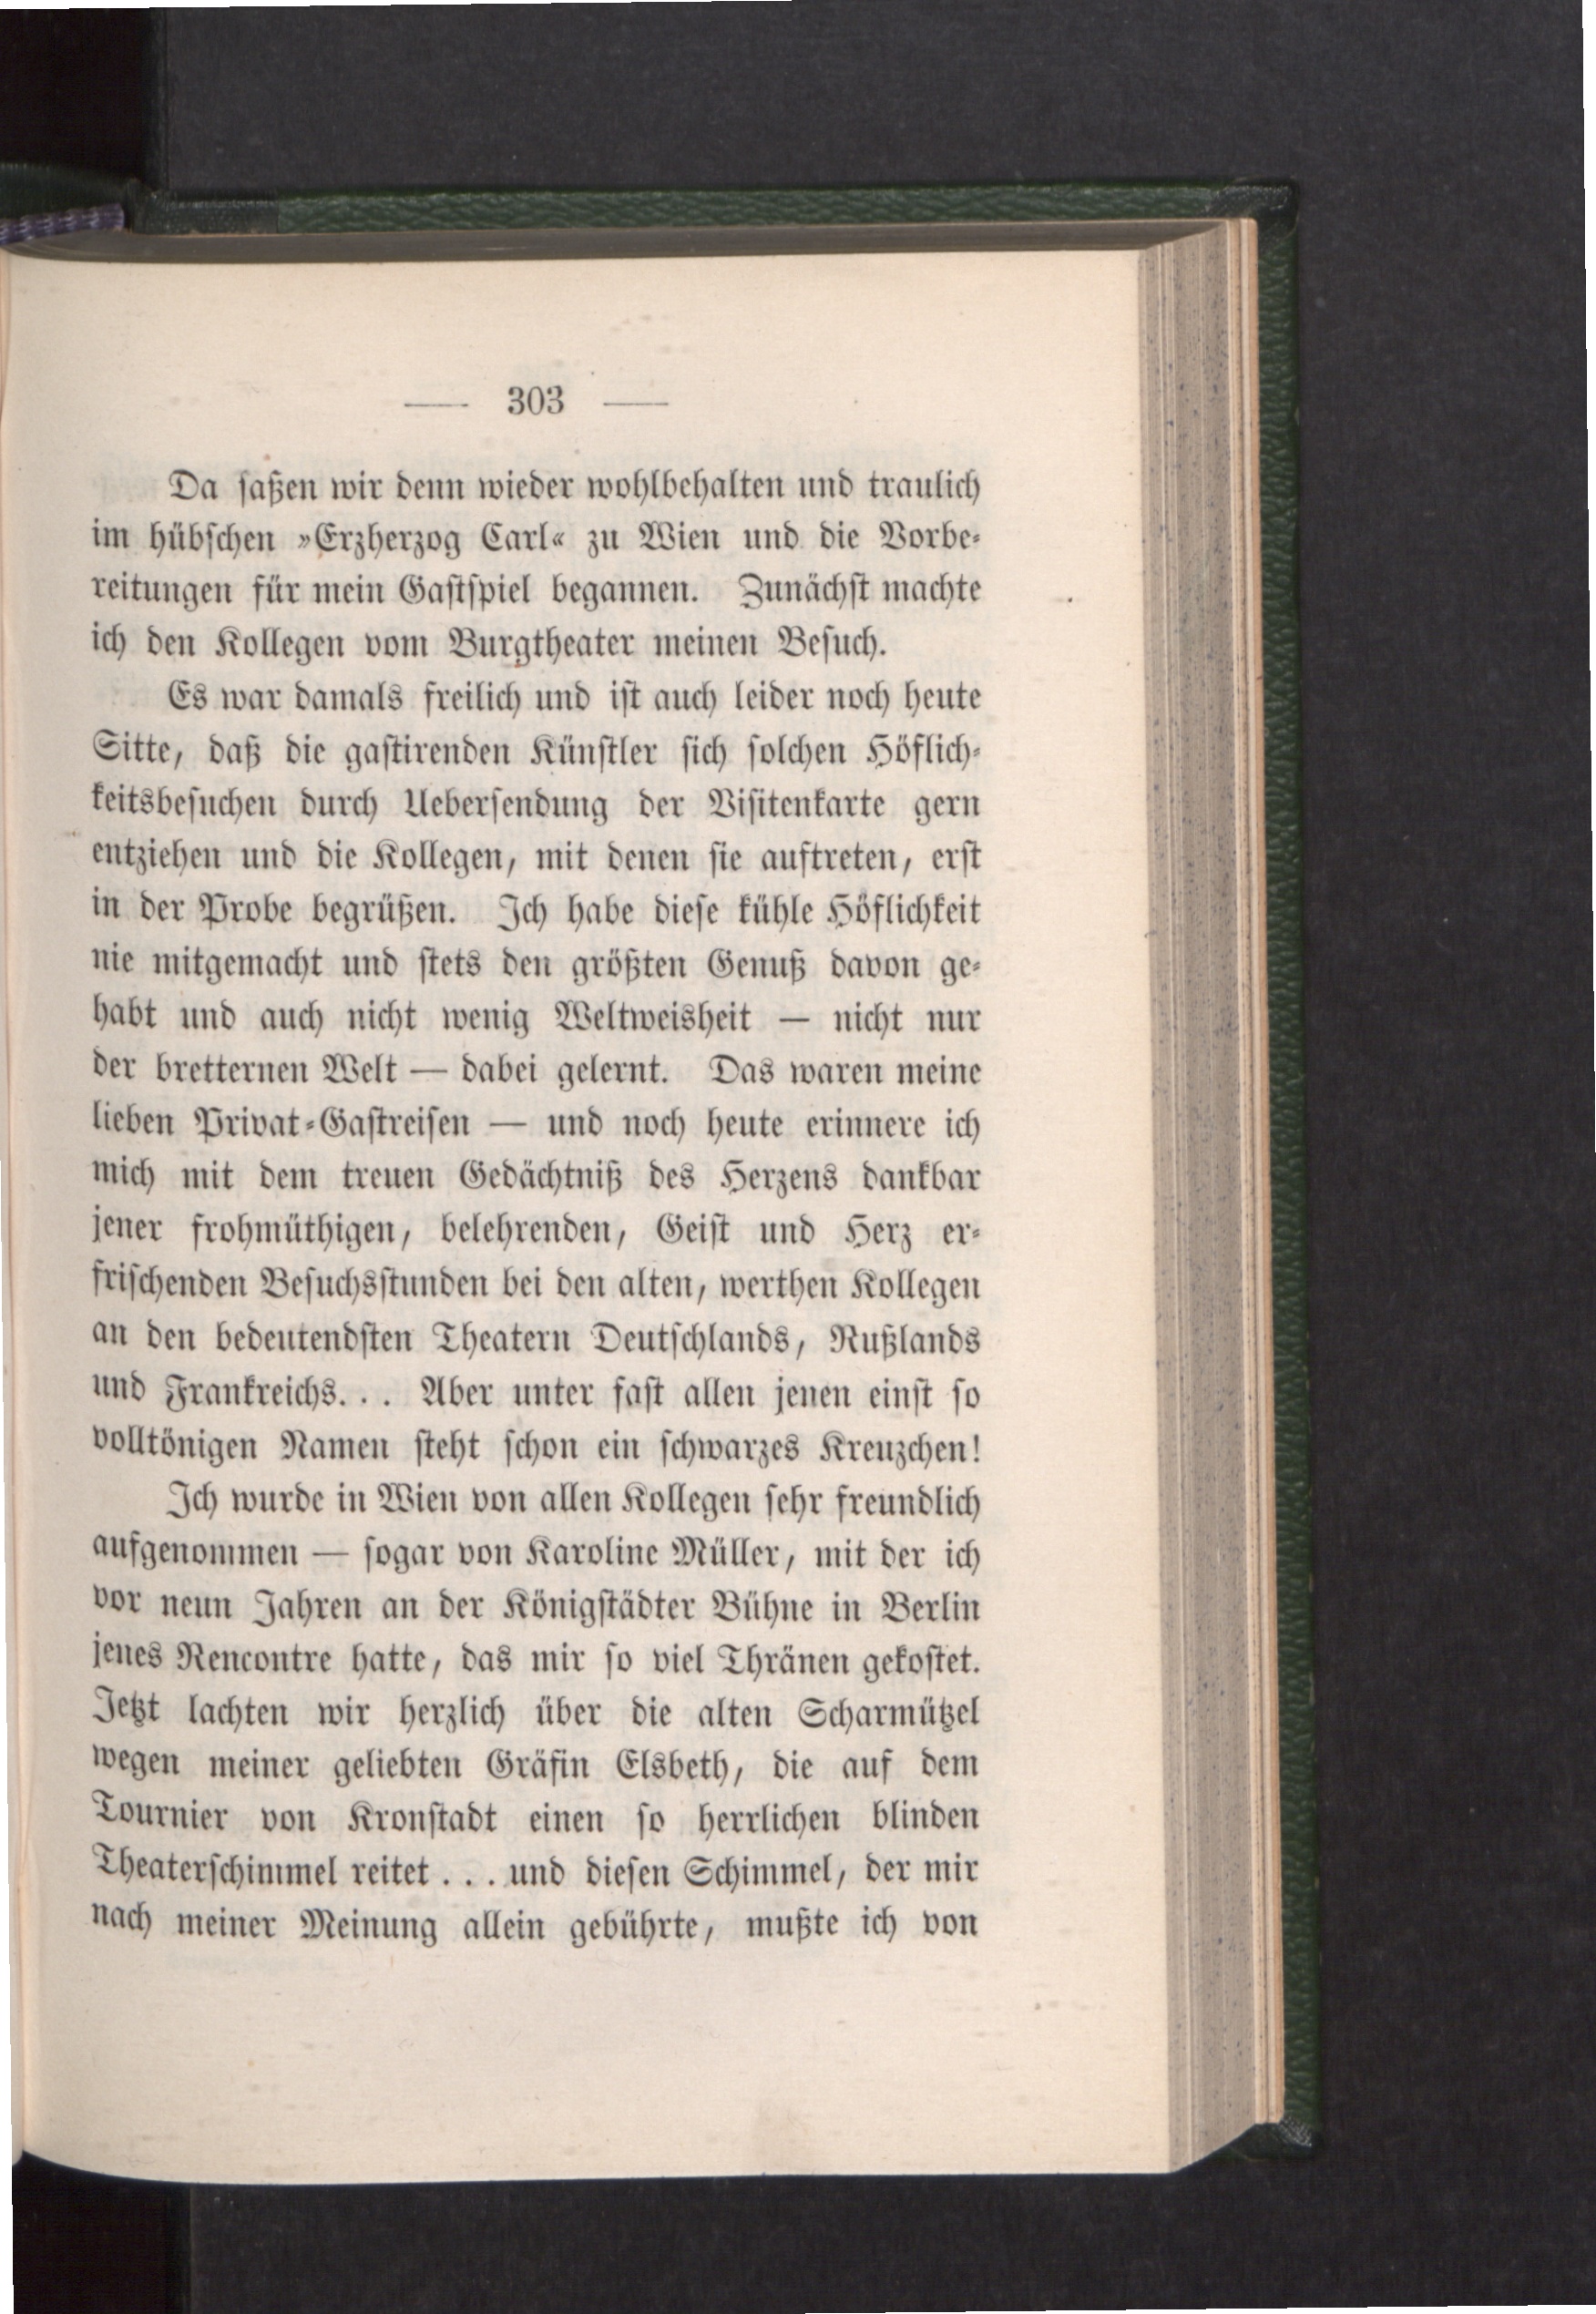 — 303 —
Da saßen wir denn wieder wohlbehalten und traulich
im hübschen »Erzherzog Carl« zu Wien und die Vorbe-
reitungen für mein Gastspiel begannen. Zunächst machte
ich den Kollegen vom Burgtheater meinen Besuch.
Es war damals freilich und ist auch leider noch heute
Sitte, daß die gastirenden Künstler sich solchen Höflich-
keitsbesuchen durch Uebersendung der Visitenkarte gern
entziehen und die Kollegen, mit denen sie auftreten, erst
in der Probe begrüßen. Ich habe diese kühle Höflichkeit
nie mitgemacht und stets den größten Genuß davon ge-
habt und auch nicht wenig Weltweisheit — nicht nur
der bretternen Welt — dabei gelernt. Das waren meine
lieben Privat-Gastreisen — und noch heute erinnere ich
mich mit dem treuen Gedächtniß des Herzens dankbar
jener frohmüthigen, belehrenden, Geist und Herz er-
frischenden Besuchsstunden bei den alten, werthen Kollegen
an den bedeutendsten Theatern Deutschlands, Rußlands
und Frankreichs. . . Aber unter fast allen jenen einst so
volltönigen Namen steht schon ein schwarzes Kreuzchen!
Ich wurde in Wien von allen Kollegen sehr freundlich
aufgenommen — sogar von Karoline Müller, mit der ich
vor neun Jahren an der Königstädter Bühne in Berlin
jenes Rencontre hatte, das mir so viel Thränen gekostet.
Jetzt lachten wir herzlich über die alten Scharmützel
wegen meiner geliebten Gräfin Elsbeth, die auf dem
Tournier von Kronstadt einen so herrlichen blinden
Theaterschimmel reitet . . . und diesen Schimmel, der mir
nach meiner Meinung allein gebührte, mußte ich von